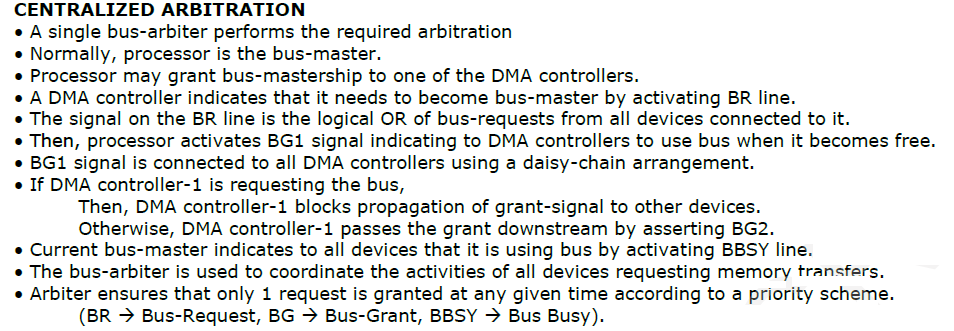 CENTRALIZED ARBITRATION
• A single bus-arbiter performs the required arbitration
• Normally, processor is the bus-master.
• Processor may grant bus-mastership to one of the DMA controllers.
• A DMA controller indicates that it needs to become bus-master by activating BR line.
• The signal on the BR line is the logical OR of bus-requests from all devices connected to it.
• Then, processor activates BG1 signal indicating to DMA controllers to use bus when it becomes free.
• BG1 signal is connected to all DMA controllers using a daisy-chain arrangement.
• If DMA controller-1 is requesting the bus,
Then, DMA controller-1 blocks propagation of grant-signal to other devices.
Otherwise, DMA controller-1 passes the grant downstream by asserting BG2.
• Current bus-master indicates to all devices that it is using bus by activating BBSY line.
• The bus-arbiter is used to coordinate the activities of all devices requesting memory transfers.
• Arbiter ensures that only 1 request is granted at any given time according to a priority scheme.
(BR → Bus-Request, BG → Bus-Grant, BBSY → Bus Busy).